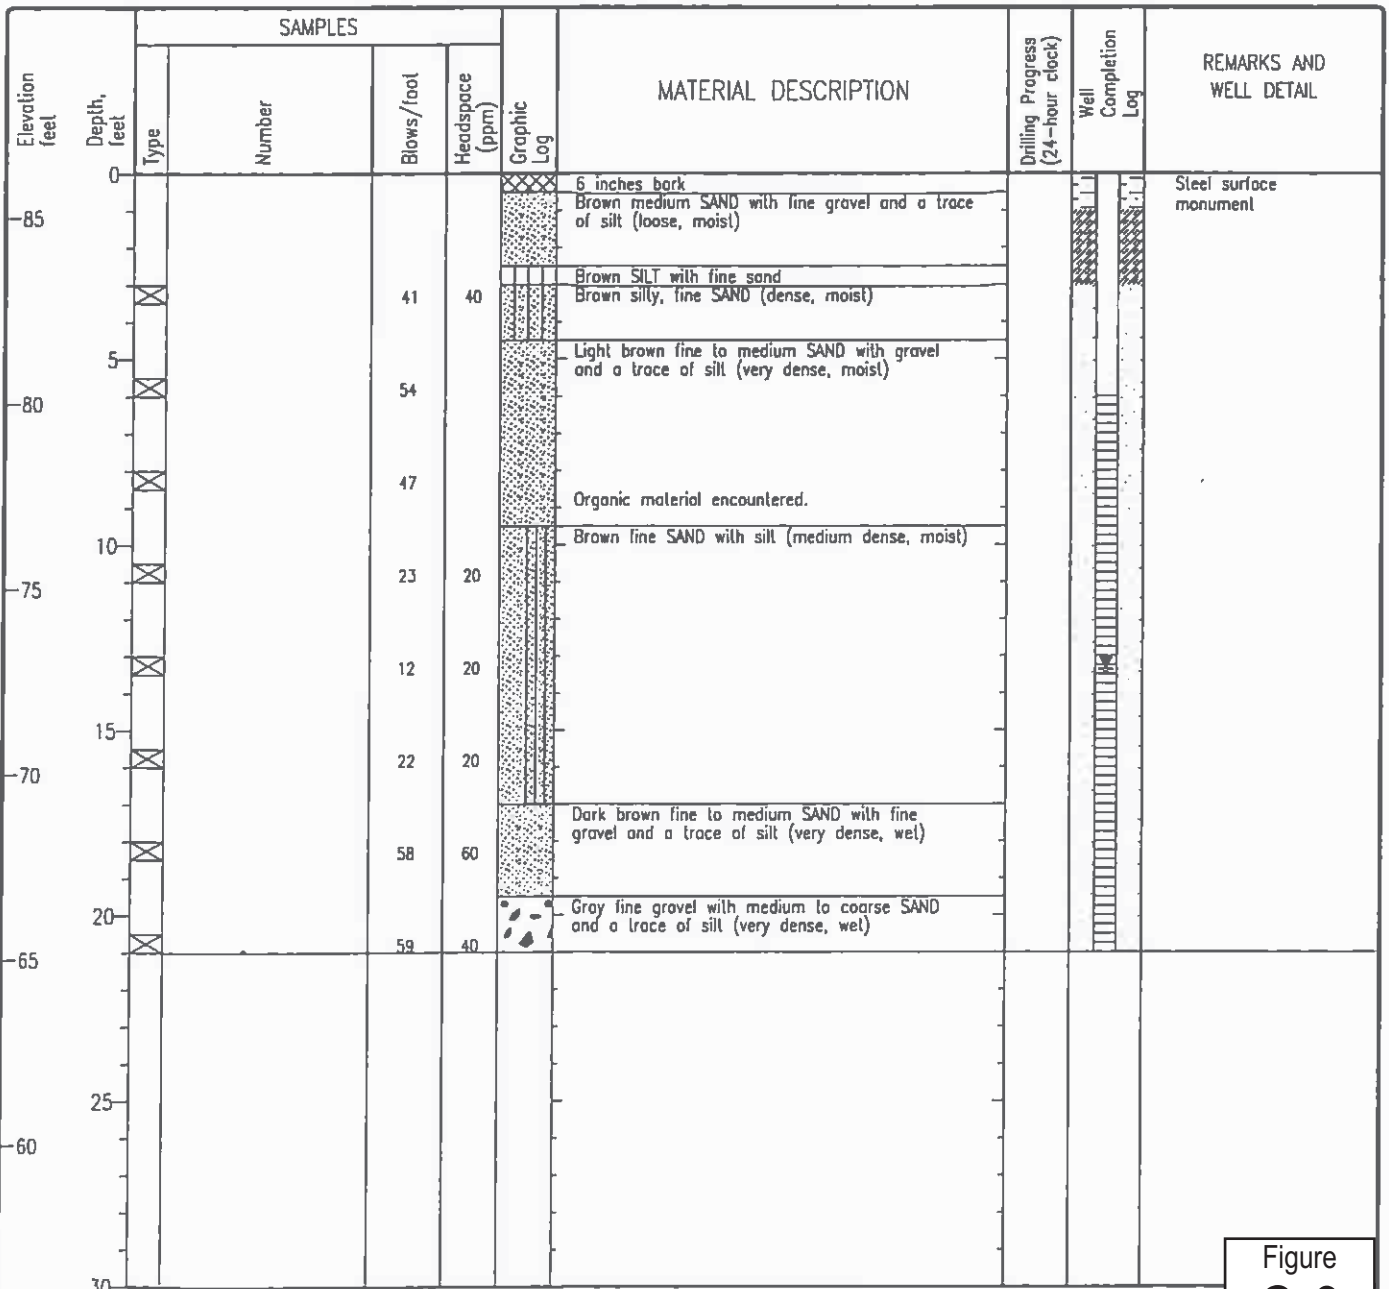 SAMPLES
Elevation
feet
Depth,
feet
Type
Number
Blows/foot
Headspace
(ppm)
Graphic
Log
MATERIAL DESCRIPTION
Drilling Progress
(24-hour clock)
Well
Completion
Log
REMARKS AND
WELL DETAIL
0
6 inches bark
Steel surface
monument
Brown medium SAND with fine gravel and a trace
of silt (loose, moist)
85
Brown SILT with fine sand
41 40 Brown silty, fine SAND (dense, moist)
5
Light brown fine to medium SAND with gravel
and a trace of silt (very dense, moist)
54
80
47
Organic material encountered.
10
Brown fine SAND with silt (medium dense, moist)
23 20
75
12 20
15
22 20
70
Dark brown fine to medium SAND with fine
gravel and a trace of silt (very dense, wet)
58 60
20
Gray fine gravel with medium to coarse SAND
and a trace of silt (very dense, wet)
59 40
65
25
60
30
Figure